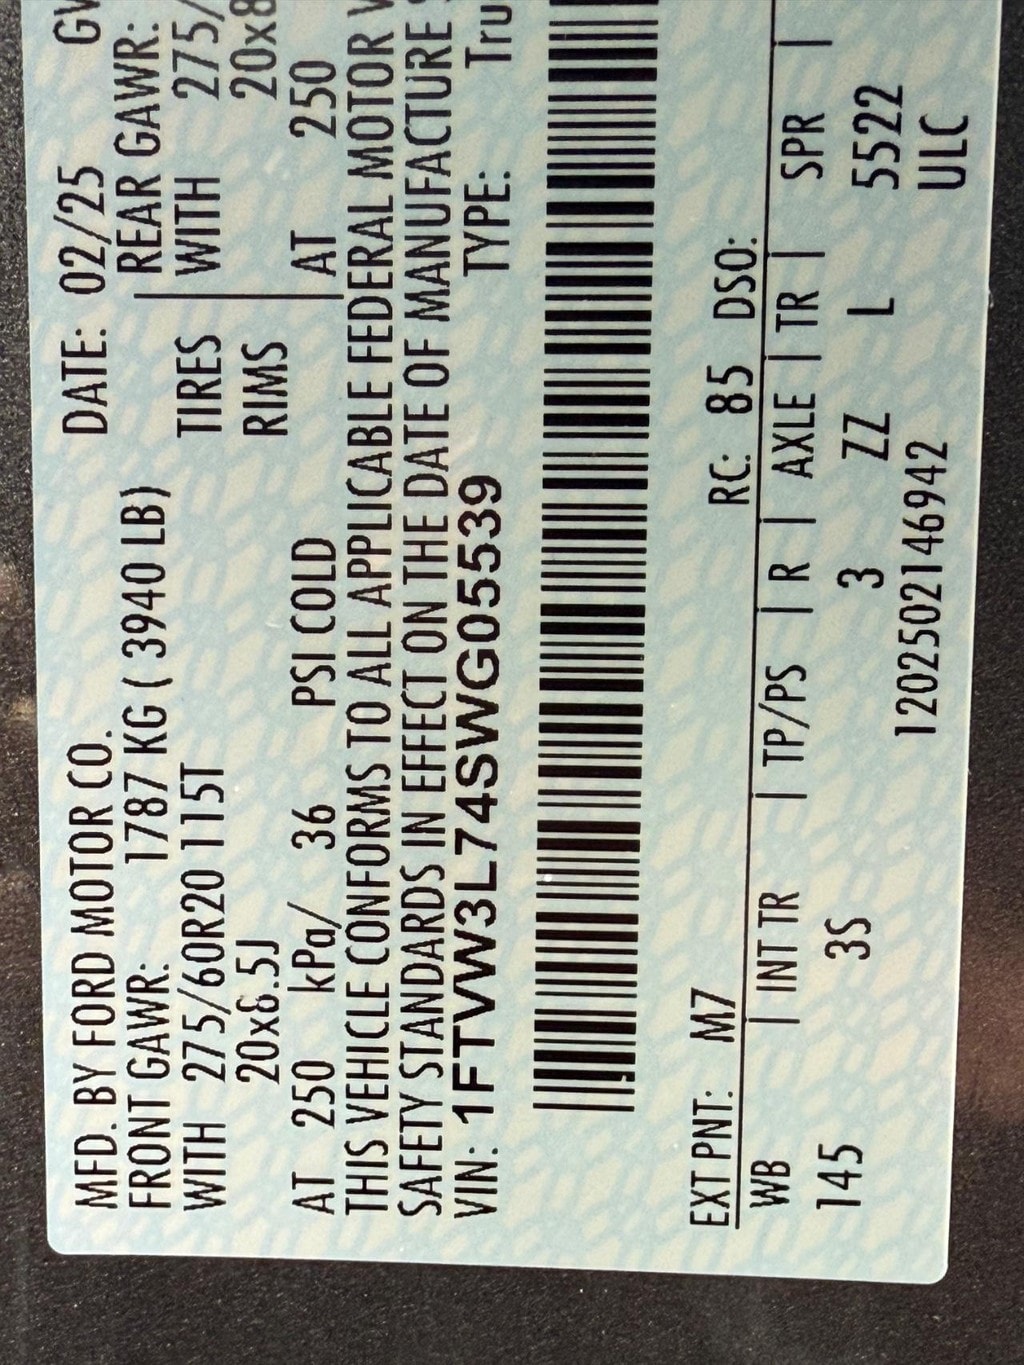 MFD. BY FORD MOTOR CO.
DATE: 02/25
FRONT GAWR: 1787 KG ( 3940 LB)
REAR GAWR:
WITH 275/60R20 115T TIRES WITH 275/
20x8.5J RIMS 20x8
AT 250 kPa/ 36 PSI COLD AT 250
THIS VEHICLE CONFORMS TO ALL APPLICABLE FEDERAL MOTOR
SAFETY STANDARDS IN EFFECT ON THE DATE OF MANUFACTURE
VIN: 1FTVW3L74SWG05539
TYPE: Tru
EXT PNT: M7 RC: 85 DSO:
WB | INT TR | TP/PS | R | AXLE | TR | SPR |
145 3S 3 ZZ L 5522
1202502146942 ULC